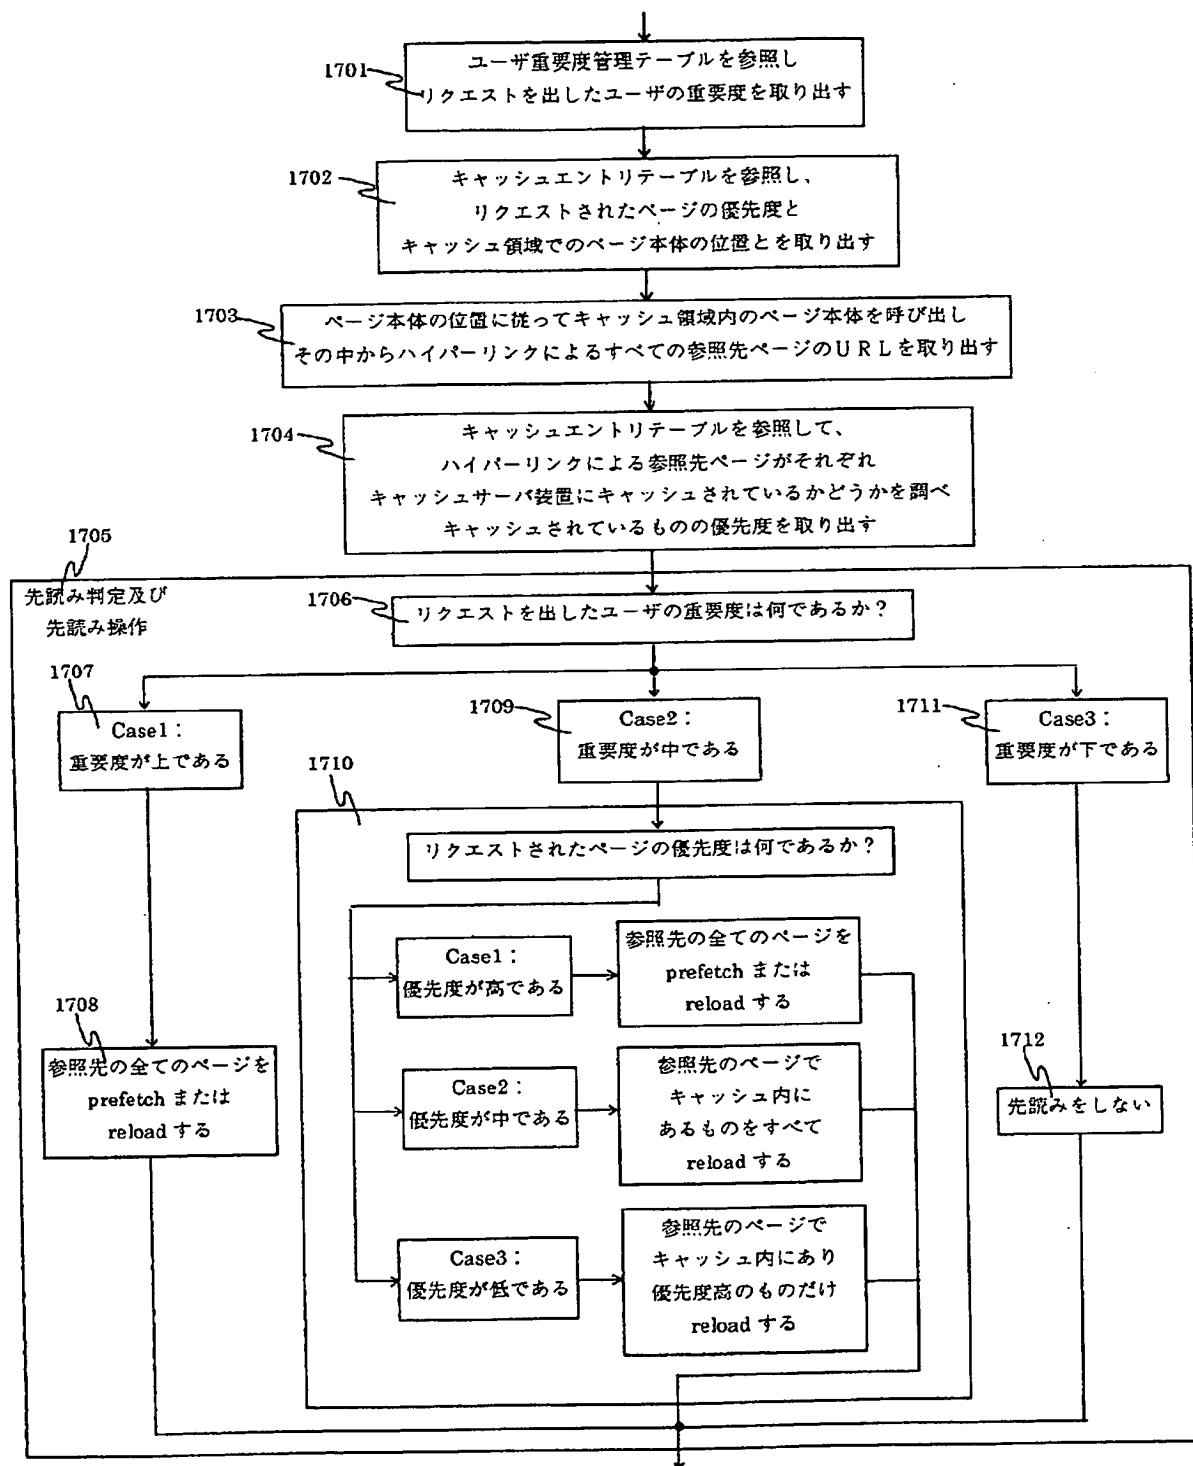 1701
ユーザ重要度管理テーブルを参照し
リクエストを出したユーザの重要度を取り出す
1702
キャッシュエントリテーブルを参照し、
リクエストされたページの優先度と
キャッシュ領域でのページ本体の位置とを取り出す
1703
ページ本体の位置に従ってキャッシュ領域内のページ本体を呼び出し
その中からハイパーリンクによるすべての参照先ページのURLを取り出す
1704
キャッシュエントリテーブルを参照して、
ハイパーリンクによる参照先ページがそれぞれ
キャッシュサーバ装置にキャッシュされているかどうかを調べ
キャッシュされているものの優先度を取り出す
1705
先読み判定及び
先読み操作
1706
リクエストを出したユーザの重要度は何であるか?
1707
Case1:
重要度が上である
1709
Case2:
重要度が中である
1711
Case3:
重要度が下である
1710
リクエストされたページの優先度は何であるか?
Case1:
優先度が高である
参照先の全てのページを
prefetch または
reload する
1708
参照先の全てのページを
prefetch または
reload する
Case2:
優先度が中である
参照先のページで
キャッシュ内に
あるものをすべて
reload する
1712
先読みをしない
Case3:
優先度が低である
参照先のページで
キャッシュ内にあり
優先度高のものだけ
reload する